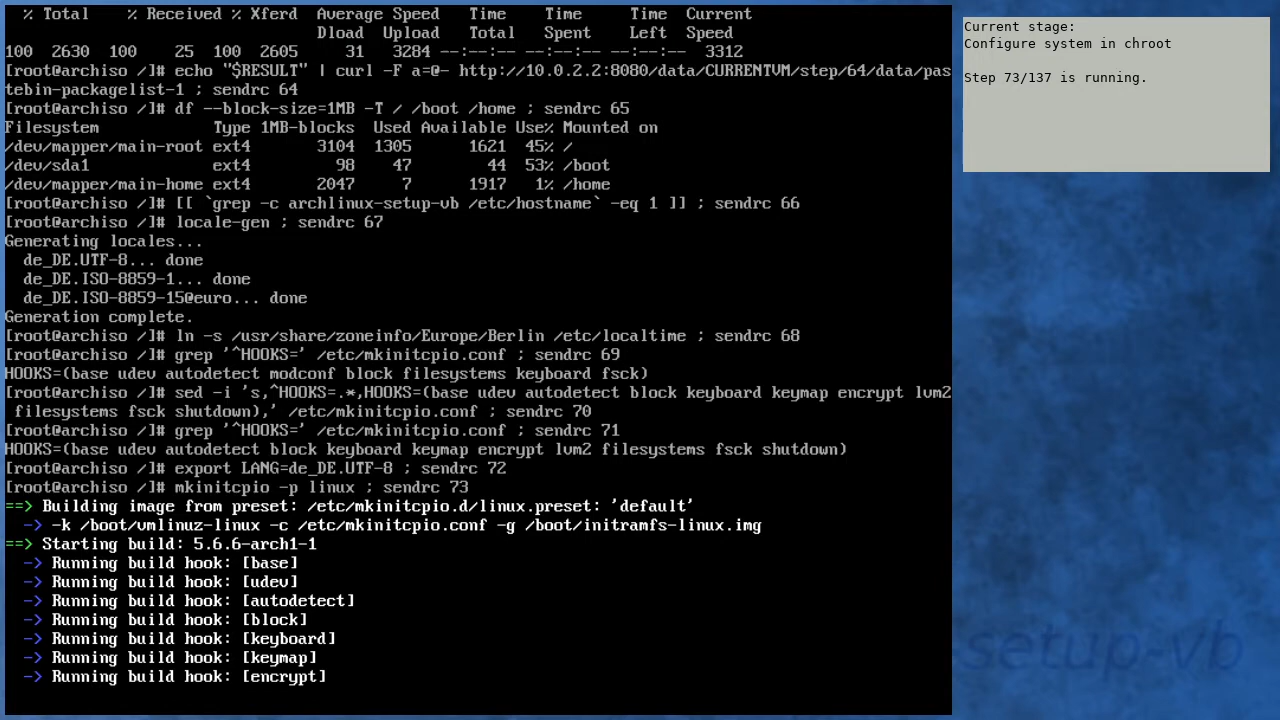 % Total    % Received % Xferd  Average Speed   Time    Time     Time  Current
                                 Dload  Upload   Total   Spent    Left  Speed
100  2630  100    25  100  2605     31   3284 --:--:-- --:--:-- --:--:--  3312
[root@archiso /]# echo "$RESULT" | curl -F a=@- http://10.0.2.2:8080/data/CURRENTVM/step/64/data/pas
tebin-packagelist-1 ; sendrc 64
[root@archiso /]# df --block-size=1MB -T / /boot /home ; sendrc 65
Filesystem            Type 1MB-blocks  Used Available Use% Mounted on
/dev/mapper/main-root ext4       3104  1305      1621  45% /
/dev/sda1             ext4         98    47        44  53% /boot
/dev/mapper/main-home ext4       2047     7      1917   1% /home
[root@archiso /]# [[ `grep -c archlinux-setup-vb /etc/hostname` -eq 1 ]] ; sendrc 66
[root@archiso /]# locale-gen ; sendrc 67
Generating locales...
  de_DE.UTF-8... done
  de_DE.ISO-8859-1... done
  de_DE.ISO-8859-15@euro... done
Generation complete.
[root@archiso /]# ln -s /usr/share/zoneinfo/Europe/Berlin /etc/localtime ; sendrc 68
[root@archiso /]# grep '^HOOKS=' /etc/mkinitcpio.conf ; sendrc 69
HOOKS=(base udev autodetect modconf block filesystems keyboard fsck)
[root@archiso /]# sed -i 's,^HOOKS=.*,HOOKS=(base udev autodetect block keyboard keymap encrypt lvm2
 filesystems fsck shutdown),' /etc/mkinitcpio.conf ; sendrc 70
[root@archiso /]# grep '^HOOKS=' /etc/mkinitcpio.conf ; sendrc 71
HOOKS=(base udev autodetect block keyboard keymap encrypt lvm2 filesystems fsck shutdown)
[root@archiso /]# export LANG=de_DE.UTF-8 ; sendrc 72
[root@archiso /]# mkinitcpio -p linux ; sendrc 73
==> Building image from preset: /etc/mkinitcpio.d/linux.preset: 'default'
  -> -k /boot/vmlinuz-linux -c /etc/mkinitcpio.conf -g /boot/initramfs-linux.img
==> Starting build: 5.6.6-arch1-1
  -> Running build hook: [base]
  -> Running build hook: [udev]
  -> Running build hook: [autodetect]
  -> Running build hook: [block]
  -> Running build hook: [keyboard]
  -> Running build hook: [keymap]
  -> Running build hook: [encrypt]
Current stage:
Configure system in chroot
Step 73/137 is running.
setup-vb